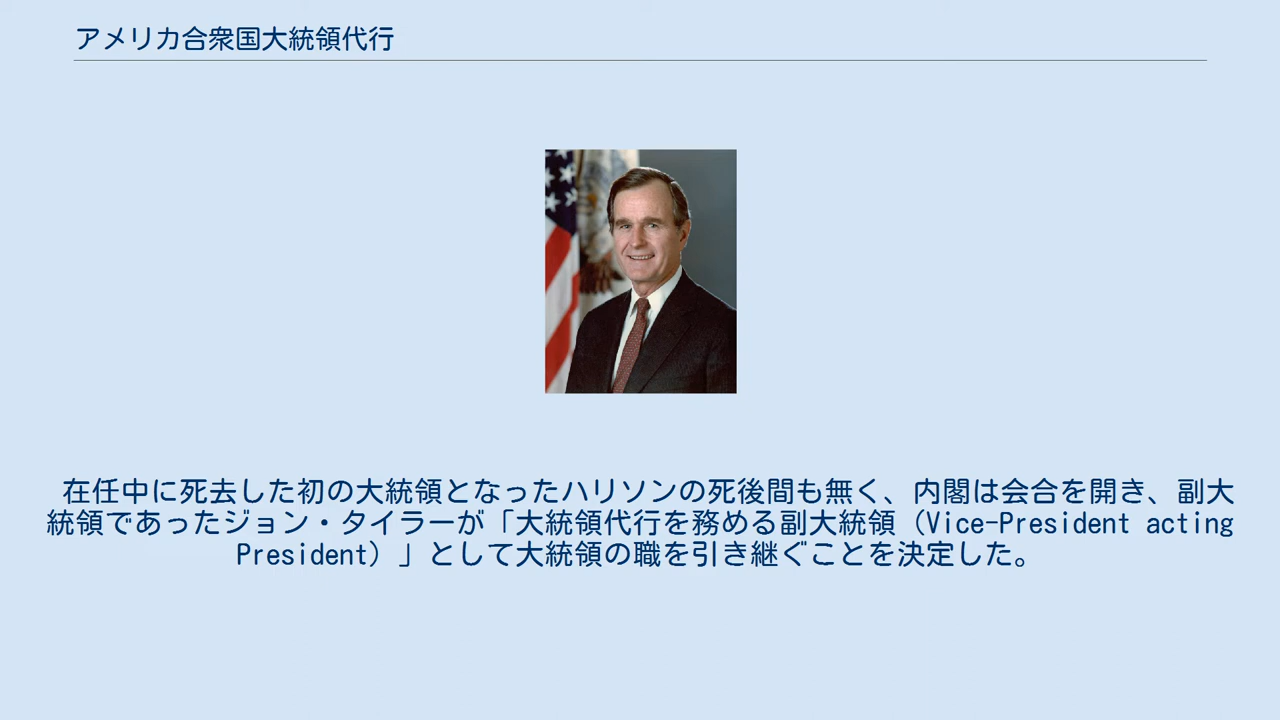 アメリカ合衆国大統領代行
在任中に死去した初の大統領となったハリソンの死後間も無く、内閣は会合を開き、副大
統領であったジョン・タイラーが「大統領代行を務める副大統領（Vice-President acting
President）」として大統領の職を引き継ぐことを決定した。